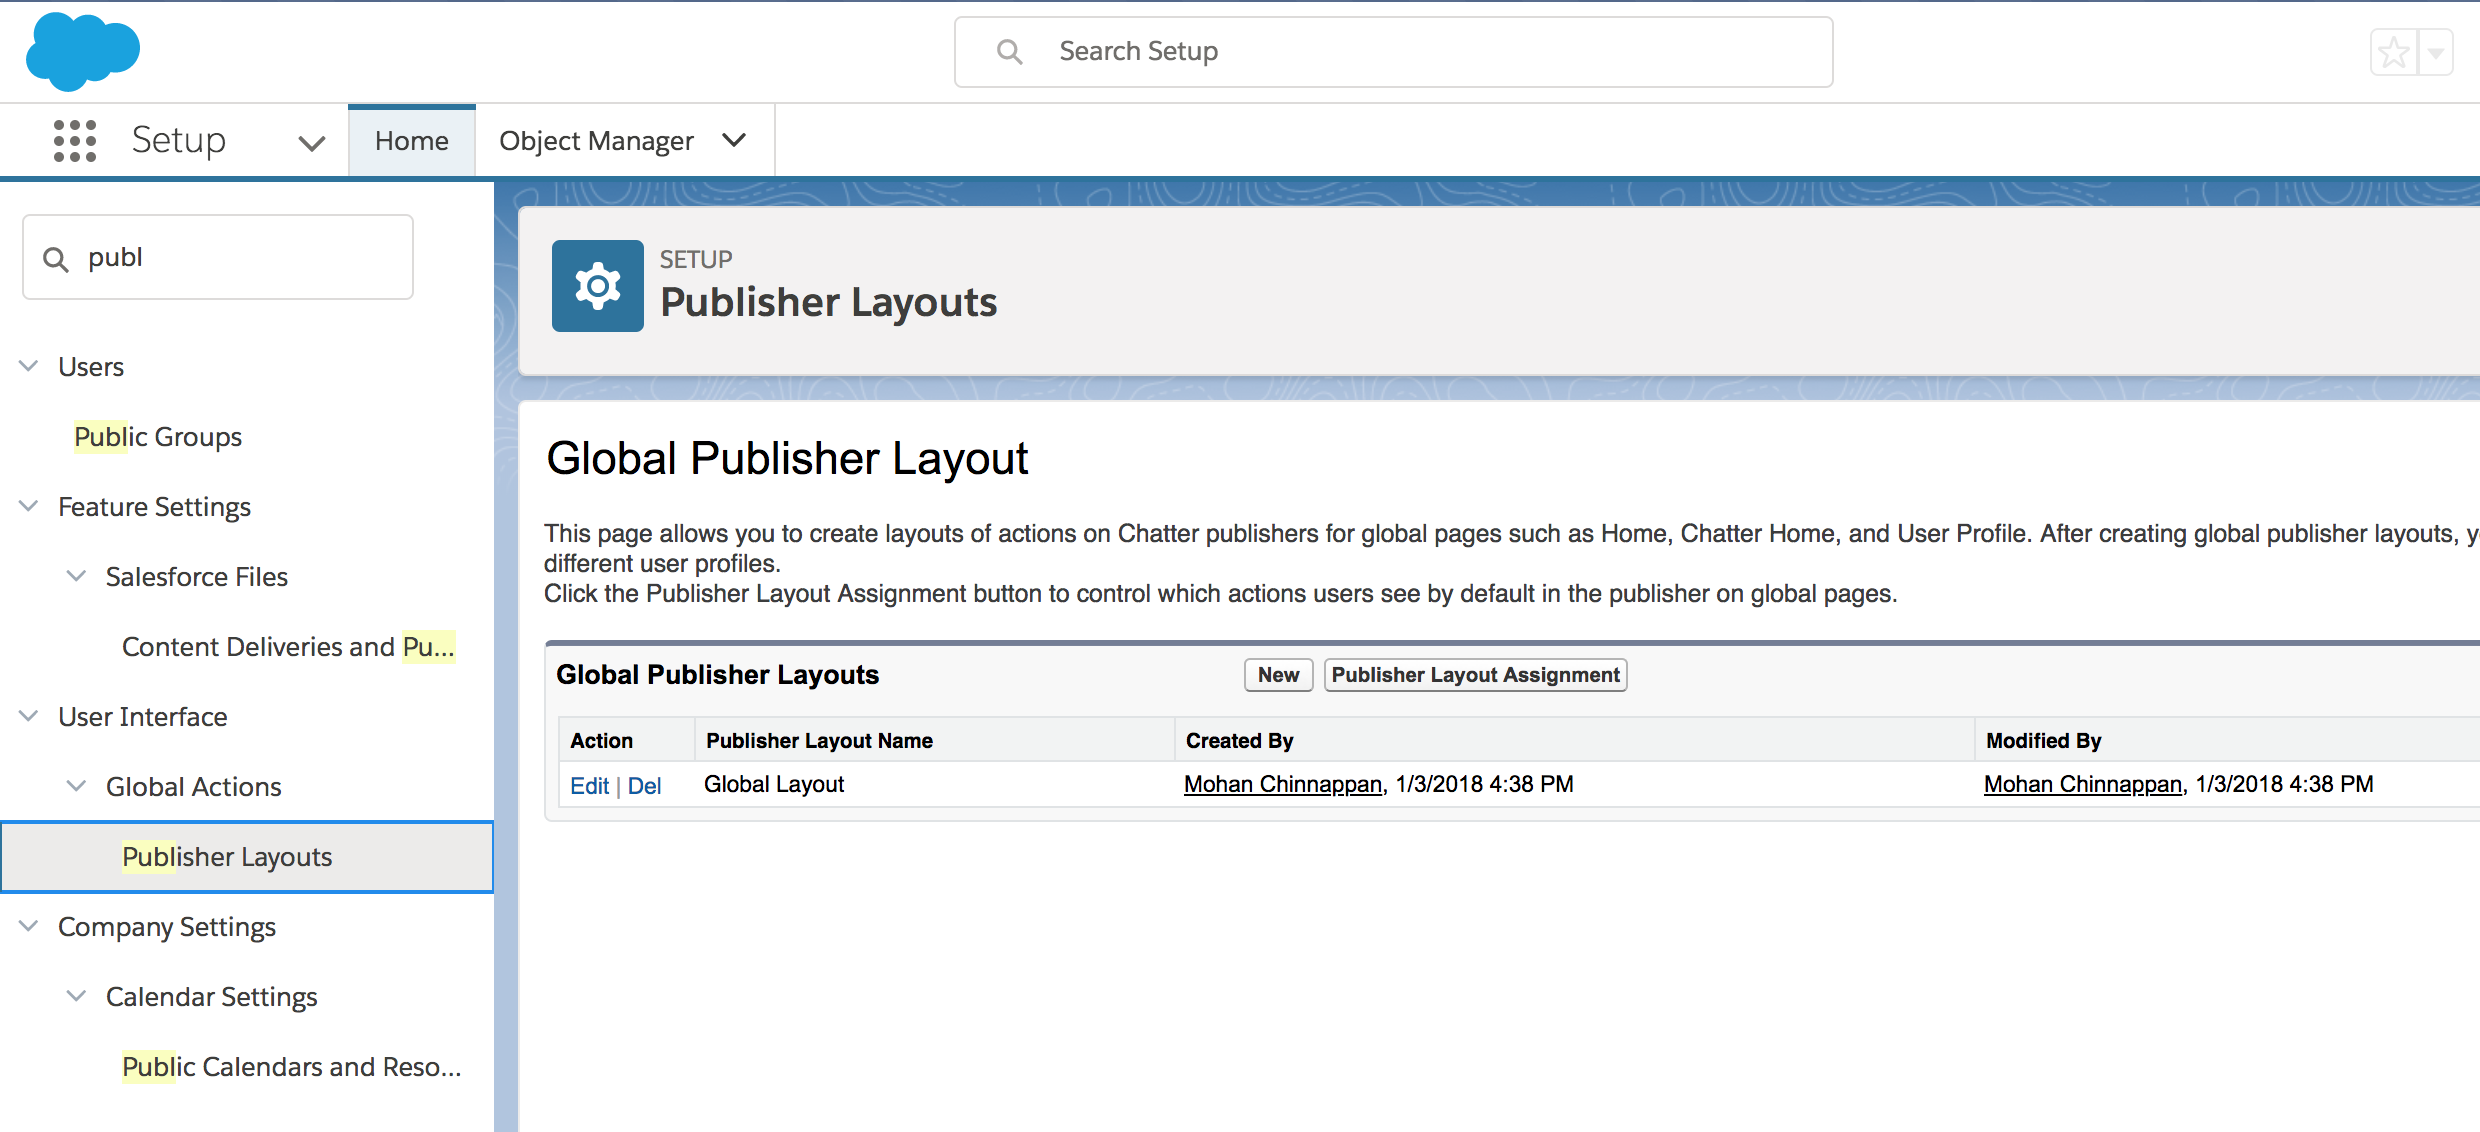 Search Setup
Setup
Home
Object Manager
publ
Users
Public Groups
Feature Settings
Salesforce Files
Content Deliveries and Pu...
User Interface
Global Actions
Publisher Layouts
Company Settings
Calendar Settings
Public Calendars and Reso...
SETUP
Publisher Layouts
Global Publisher Layout
This page allows you to create layouts of actions on Chatter publishers for global pages such as Home, Chatter Home, and User Profile. After creating global publisher layouts,
different user profiles.
Click the Publisher Layout Assignment button to control which actions users see by default in the publisher on global pages.
Global Publisher Layouts New Publisher Layout Assignment
Action Publisher Layout Name Created By Modified By
Edit | Del Global Layout Mohan Chinnappan, 1/3/2018 4:38 PM Mohan Chinnappan, 1/3/2018 4:38 PM